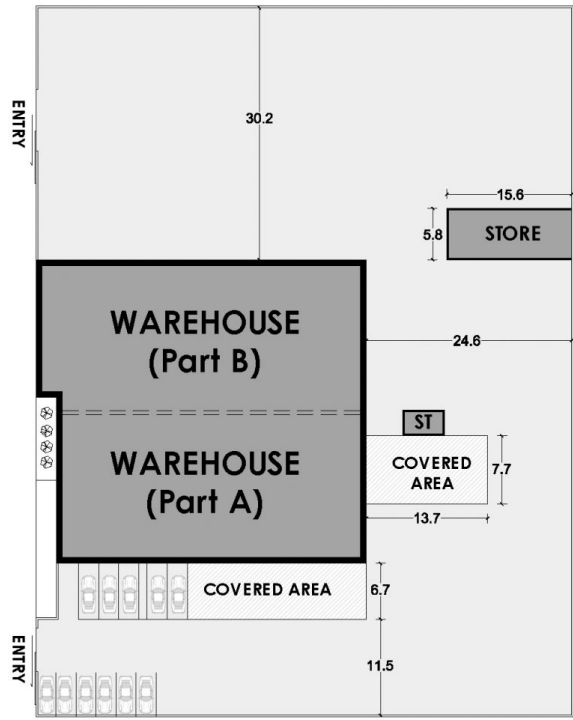 ENTRY
30.2
15.6
5.8
STORE
WAREHOUSE
(Part B)
24.6
ST
COVERED
AREA
7.7
WAREHOUSE
(Part A)
13.7
COVERED AREA
6.7
ENTRY
11.5